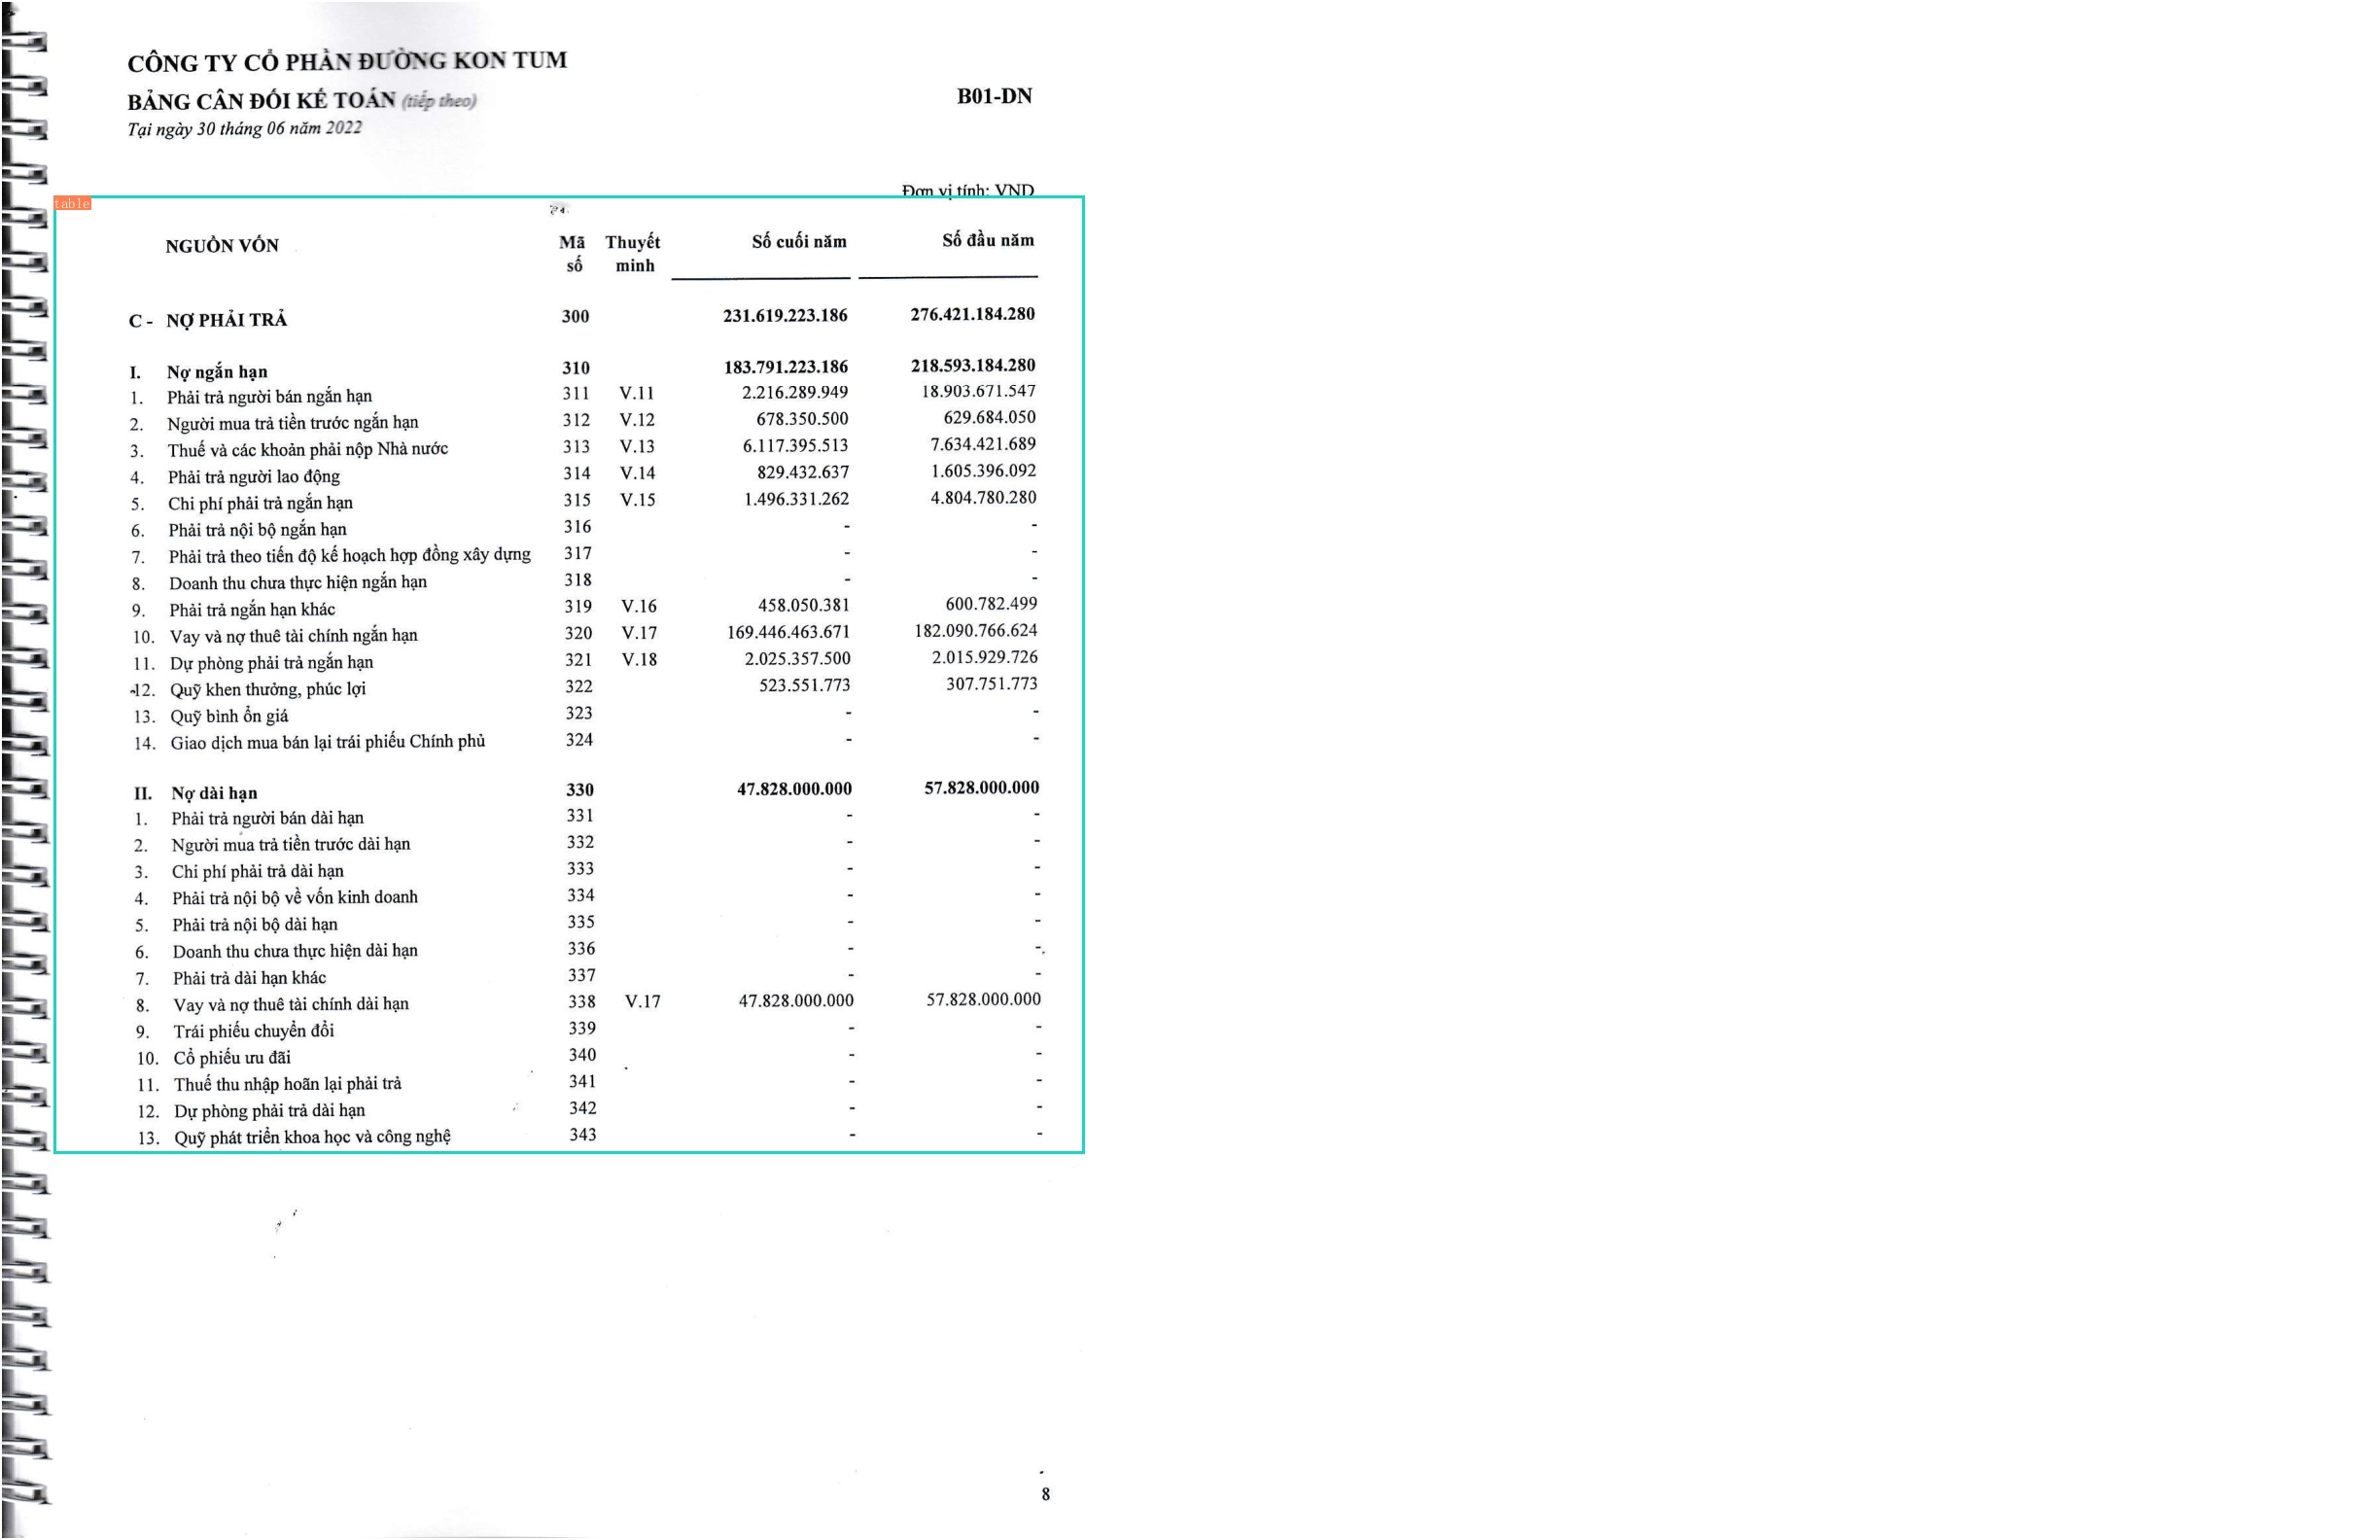 CÔNG TY CỔ PHẦN ĐƯỜNG KON TUM
BẢNG CÂN ĐỐI KẾ TOÁN (tiếp theo) B01-DN
Tại ngày 30 tháng 06 năm 2022
Đơn vị tính: VND
table
NGUỒN VỐN Mã số Thuyết minh Số cuối năm Số đầu năm
C - NỢ PHẢI TRẢ 300 231.619.223.186 276.421.184.280
I. Nợ ngắn hạn 310 183.791.223.186 218.593.184.280
1. Phải trả người bán ngắn hạn 311 V.11 2.216.289.949 18.903.671.547
2. Người mua trả tiền trước ngắn hạn 312 V.12 678.350.500 629.684.050
3. Thuế và các khoản phải nộp Nhà nước 313 V.13 6.117.395.513 7.634.421.689
4. Phải trả người lao động 314 V.14 829.432.637 1.605.396.092
5. Chi phí phải trả ngắn hạn 315 V.15 1.496.331.262 4.804.780.280
6. Phải trả nội bộ ngắn hạn 316 - -
7. Phải trả theo tiến độ kế hoạch hợp đồng xây dựng 317 - -
8. Doanh thu chưa thực hiện ngắn hạn 318 - -
9. Phải trả ngắn hạn khác 319 V.16 458.050.381 600.782.499
10. Vay và nợ thuê tài chính ngắn hạn 320 V.17 169.446.463.671 182.090.766.624
11. Dự phòng phải trả ngắn hạn 321 V.18 2.025.357.500 2.015.929.726
12. Quỹ khen thưởng, phúc lợi 322 523.551.773 307.751.773
13. Quỹ bình ổn giá 323 - -
14. Giao dịch mua bán lại trái phiếu Chính phủ 324 - -
II. Nợ dài hạn 330 47.828.000.000 57.828.000.000
1. Phải trả người bán dài hạn 331 - -
2. Người mua trả tiền trước dài hạn 332 - -
3. Chi phí phải trả dài hạn 333 - -
4. Phải trả nội bộ về vốn kinh doanh 334 - -
5. Phải trả nội bộ dài hạn 335 - -
6. Doanh thu chưa thực hiện dài hạn 336 - -
7. Phải trả dài hạn khác 337 - -
8. Vay và nợ thuê tài chính dài hạn 338 V.17 47.828.000.000 57.828.000.000
9. Trái phiếu chuyển đổi 339 - -
10. Cổ phiếu ưu đãi 340 - -
11. Thuế thu nhập hoãn lại phải trả 341 - -
12. Dự phòng phải trả dài hạn 342 - -
13. Quỹ phát triển khoa học và công nghệ 343 - -
8